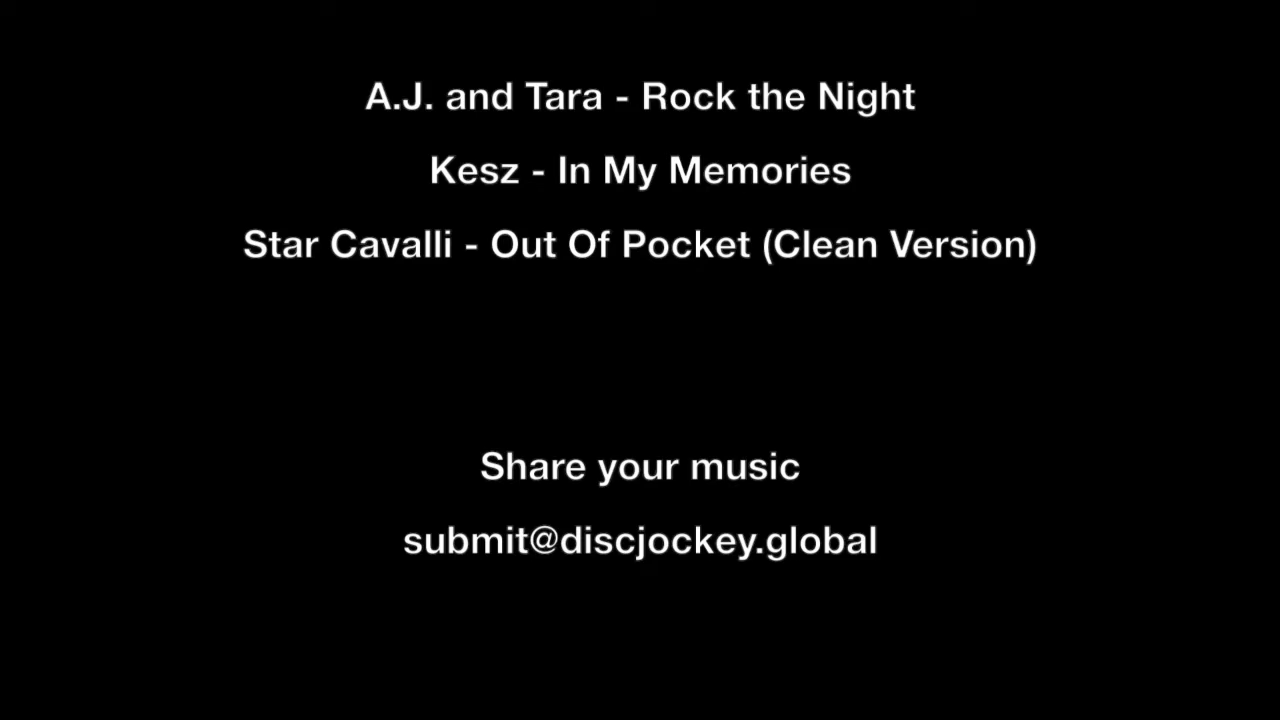 A.J. and Tara - Rock the Night
Kesz - In My Memories
Star Cavalli - Out Of Pocket (Clean Version)
Share your music
submit@discjockey.global